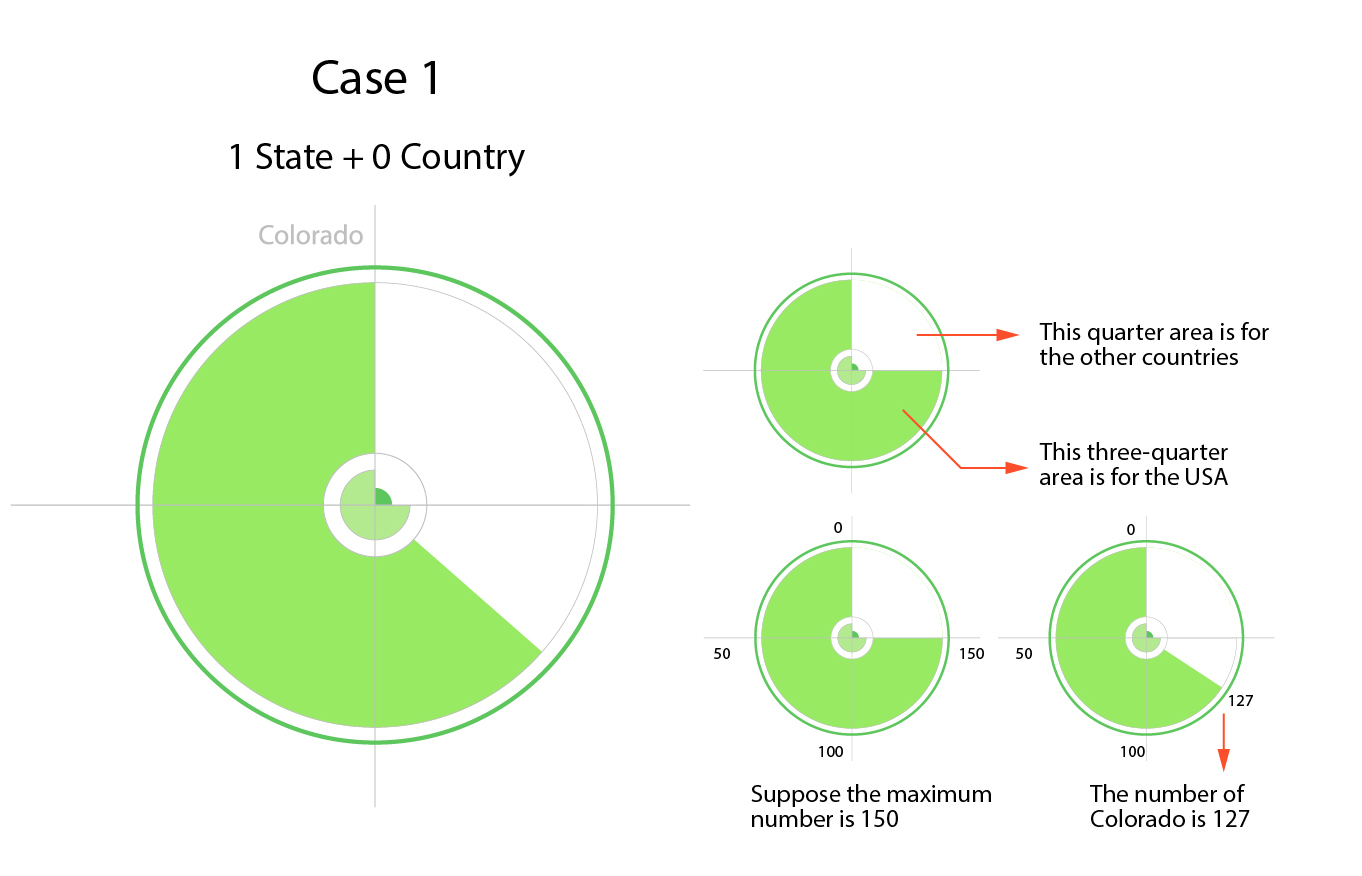 Case 1
1 State + 0 Country
Colorado
This quarter area is for
the other countries
This three-quarter
area is for the USA
0
50
150
100
Suppose the maximum
number is 150
0
50
127
100
The number of
Colorado is 127